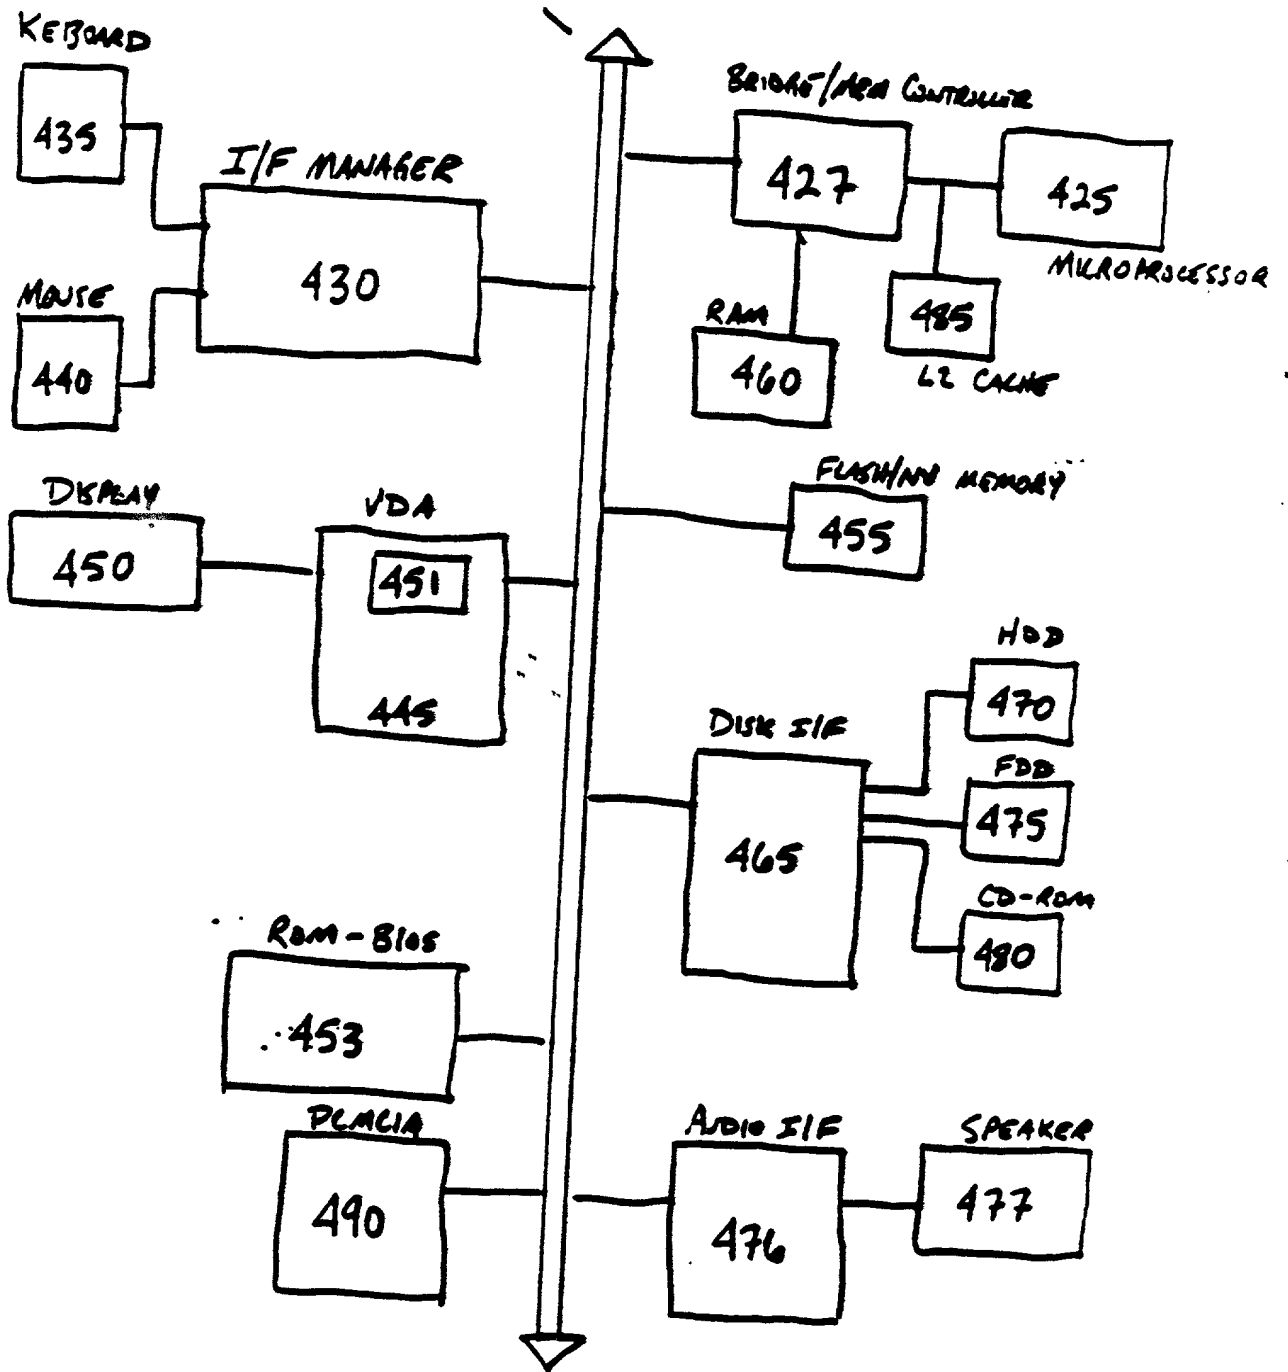 KEBOARD
435
I/F MANAGER
430
MOUSE
440
DISPLAY
450
VDA
451
445
ROM-BIOS
453
PCMCIA
490
BRIDGE/MEM CONTROLLER
427
425
MICROPROCESSOR
RAM
460
485
L2 CACHE
FLASH/NV MEMORY
455
DISK I/F
465
HDD
470
FDD
475
CD-ROM
480
AUDIO I/F
476
SPEAKER
477